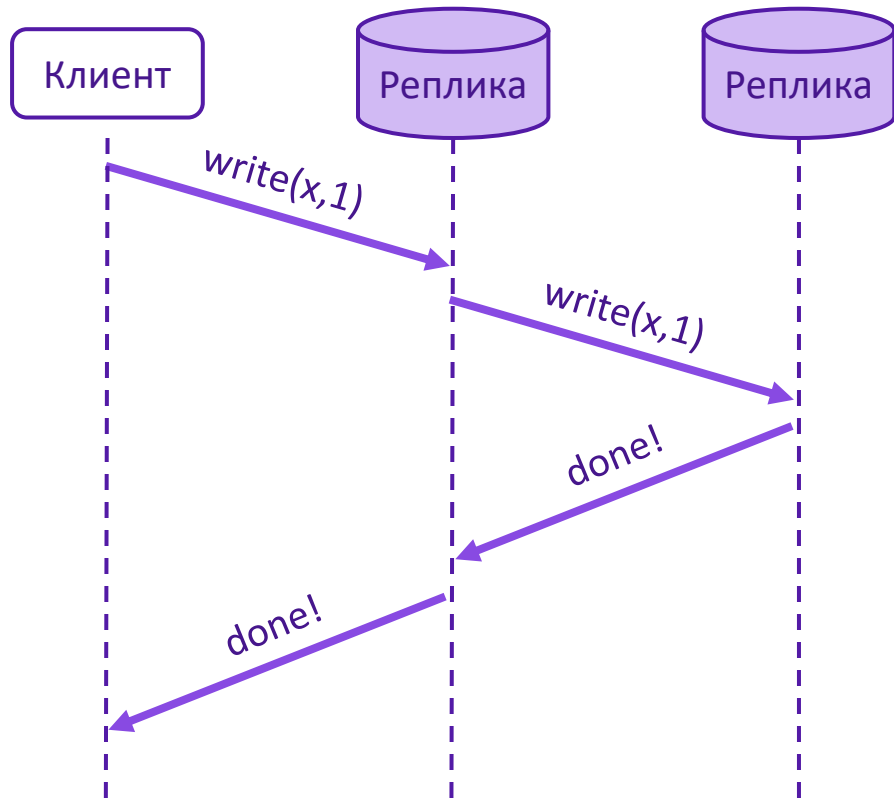 Клиент
Реплика
Реплика
write(x,1)
write(x,1)
done!
done!